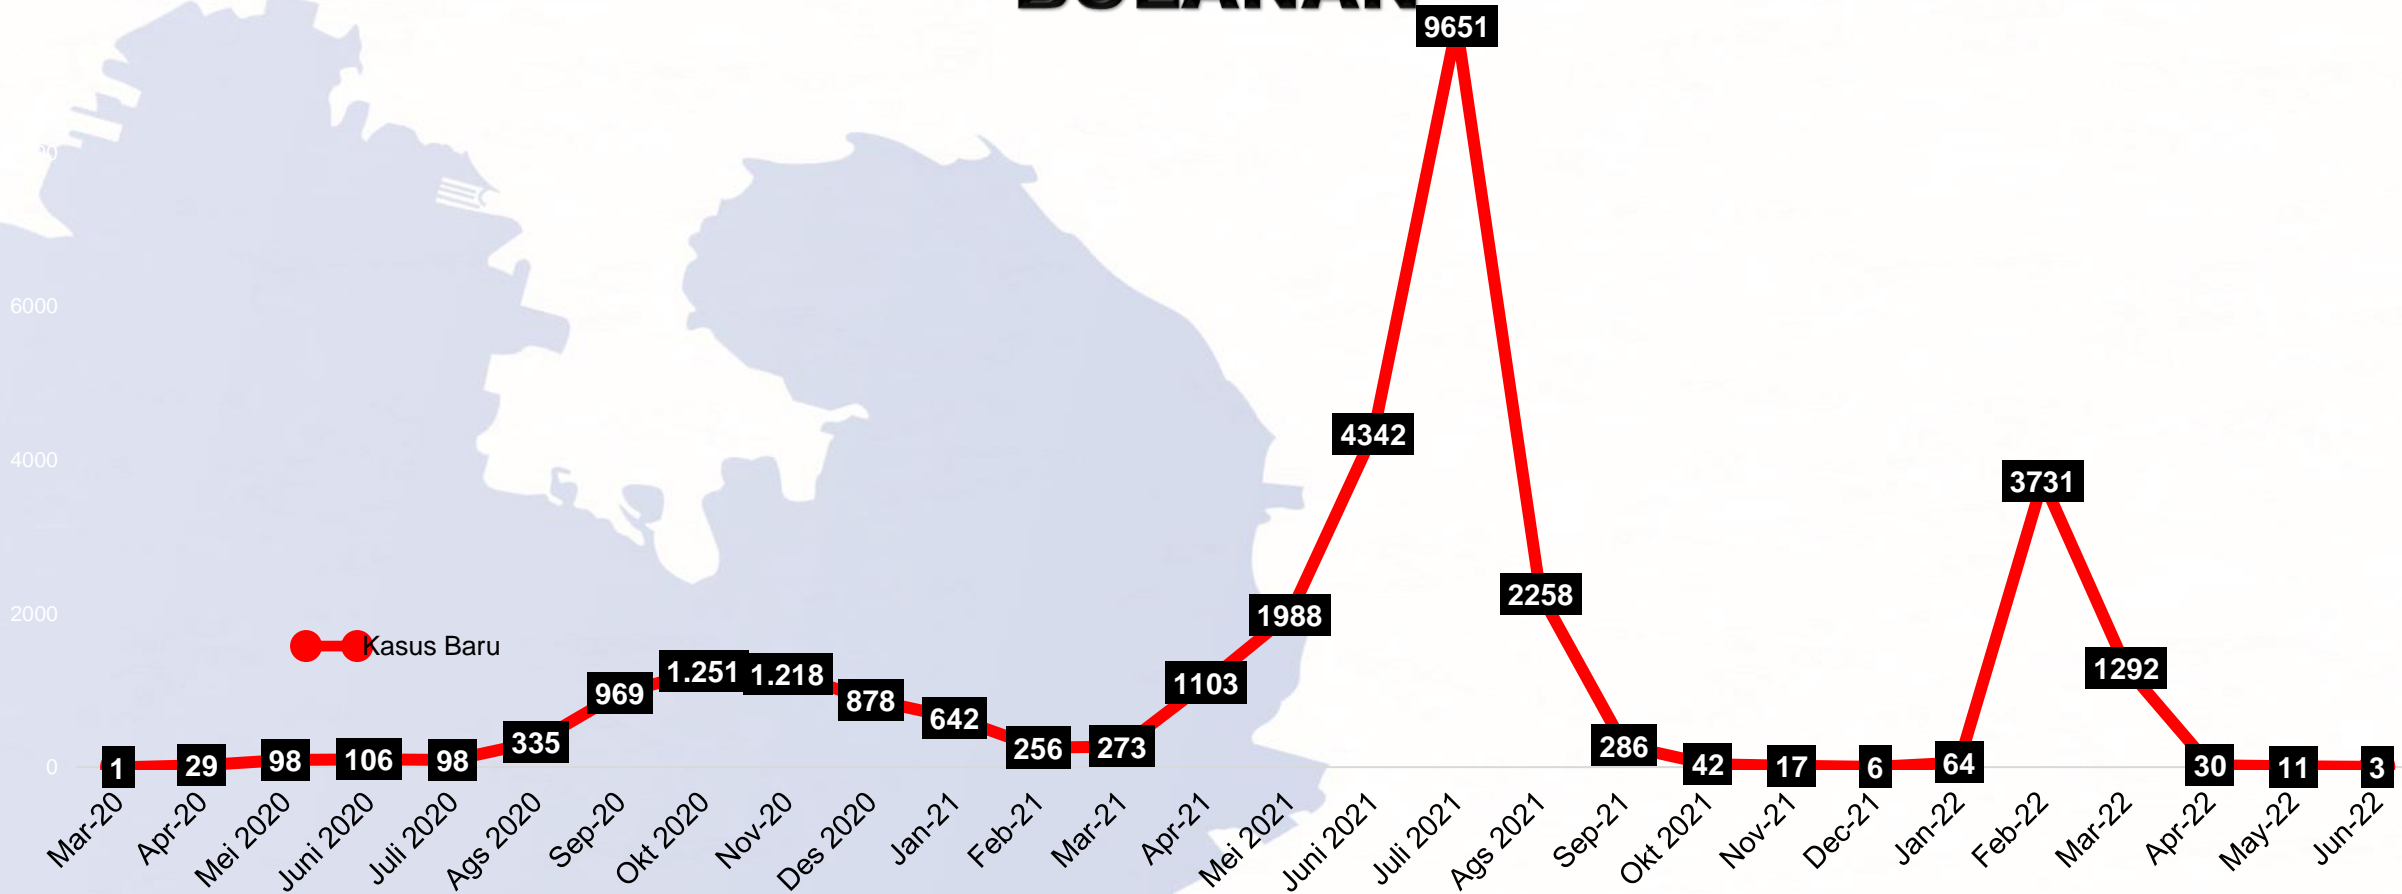 9651
6000
4342
4000
3731
2258
2000
1988
Kasus Baru
1 29 98 106 98 335 969 1.251 1.218 878 642 256 273 1103
286 42 17 6 64 1292 30 11 3
0
Mar-20 Apr-20 Mei 2020 Juni 2020 Juli 2020 Ags 2020 Sep-20 Okt 2020 Nov-20 Des 2020 Jan-21 Feb-21 Mar-21 Apr-21 Mei 2021 Juni 2021 Juli 2021 Ags 2021 Sep-21 Okt 2021 Nov-21 Dec-21 Jan-22 Feb-22 Mar-22 Apr-22 May-22 Jun-22